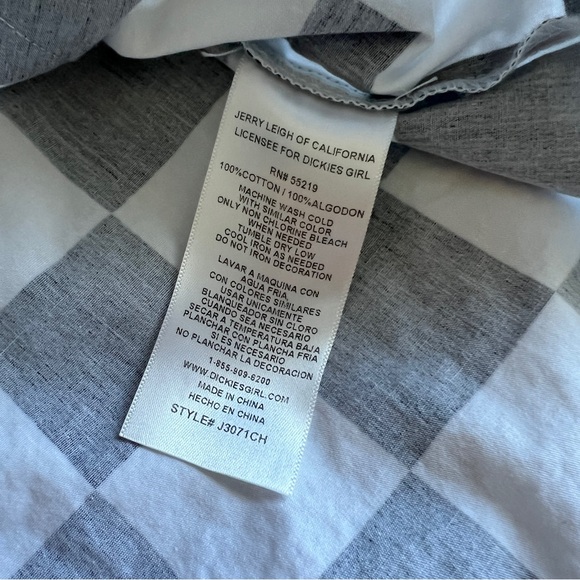 JERRY LEIGH OF CALIFORNIA
LICENSEE FOR DICKIES GIRL
RN# 55219
100%COTTON / 100%ALGODON
MACHINE WASH COLD
WITH SIMILAR COLOR
ONLY NON CHLORINE BLEACH
WHEN NEEDED
TUMBLE DRY LOW
COOL IRON AS NEEDED
DO NOT IRON DECORATION
LAVAR A MAQUINA CON
AGUA FRIA,
CON COLORES SIMILARES
USAR UNICAMENTE
BLANQUEADOR SIN CLORO
CUANDO SEA NECESARIO
SECAR A TEMPERATURA BAJA
PLANCHAR CON PLANCHA FRIA
SI ES NECESARIO
NO PLANCHAR LA DECORACION
1-855-809-6200
WWW.DICKIESGIRL.COM
MADE IN CHINA
HECHO EN CHINA
STYLE# J3071CH